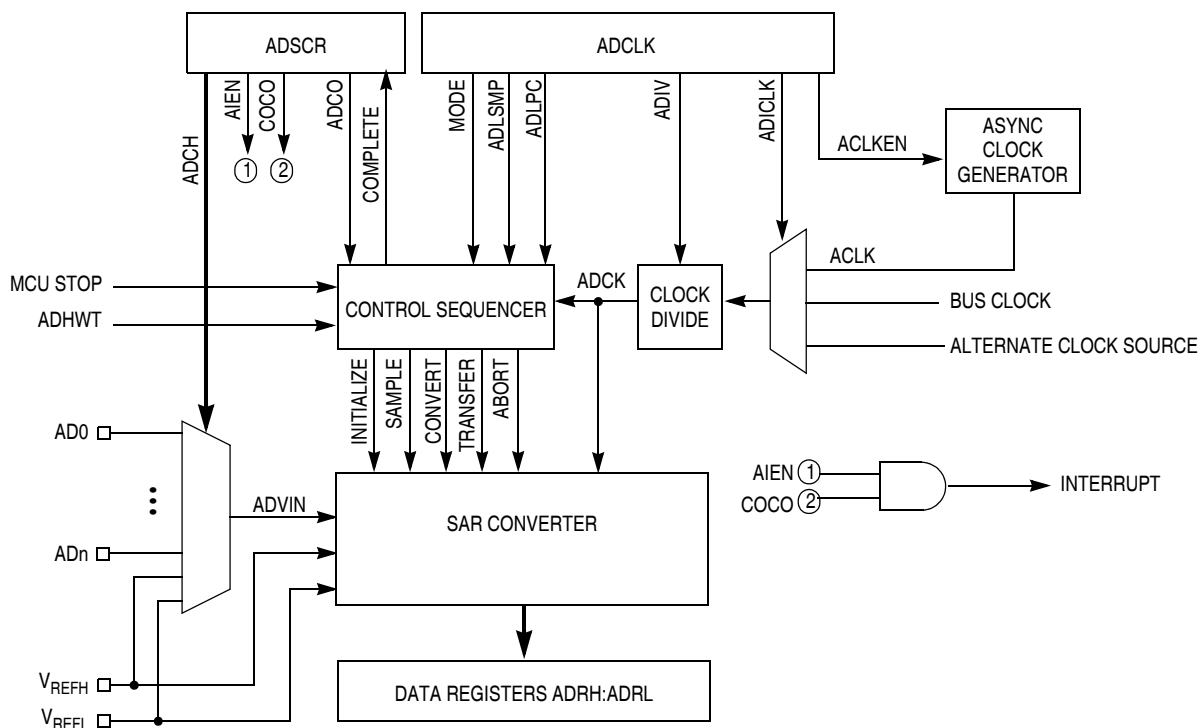 ADSCR
ADCLK
ADCH
AIEN
COCO
ADCO
COMPLETE
MODE
ADLSMP
ADLPC
ADIV
ADICLK
ACLKEN
ASYNC
CLOCK
GENERATOR
1
2
MCU STOP
ADHWT
CONTROL SEQUENCER
ADCK
CLOCK
DIVIDE
ACLK
BUS CLOCK
ALTERNATE CLOCK SOURCE
INITIALIZE
SAMPLE
CONVERT
TRANSFER
ABORT
AD0
•••
ADn
ADVIN
SAR CONVERTER
AIEN 1
COCO 2
INTERRUPT
VREFH
VREFL
DATA REGISTERS ADRH:ADRL